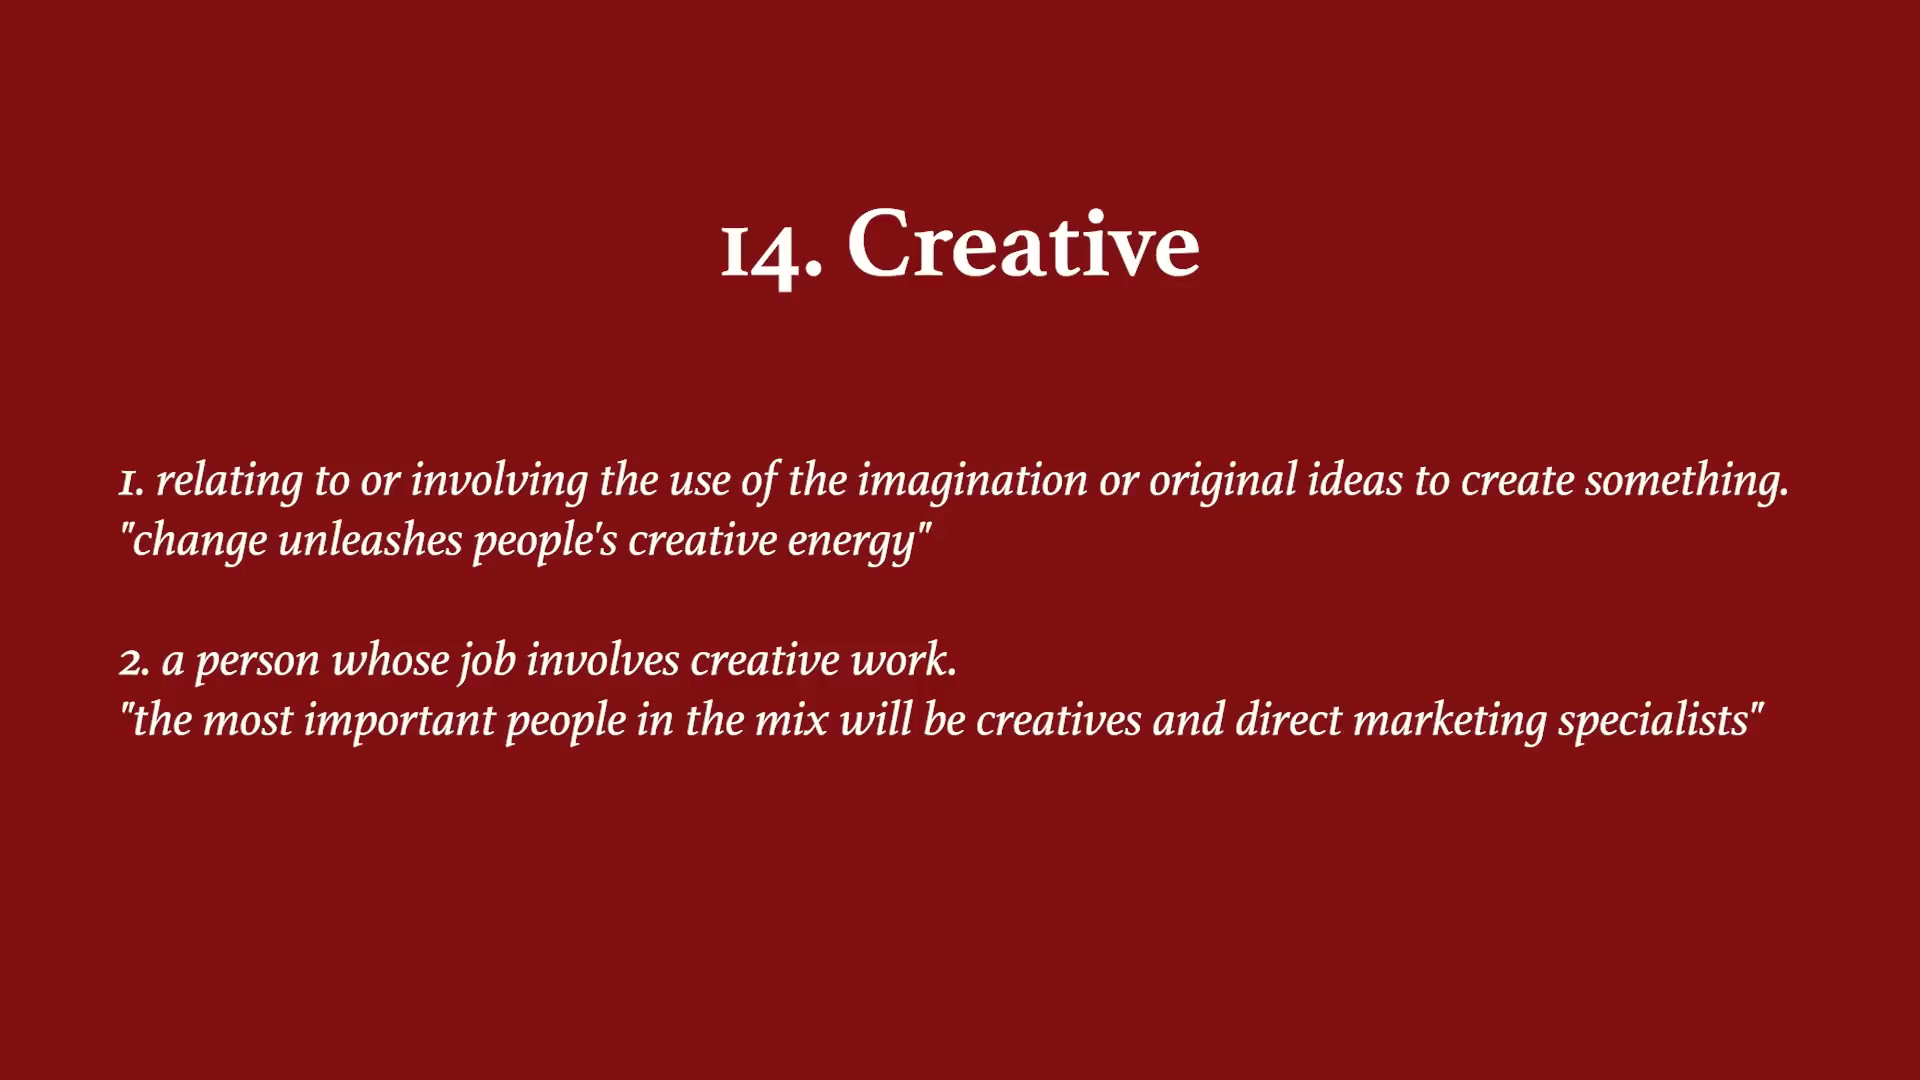 14. Creative
1. relating to or involving the use of the imagination or original ideas to create something.
"change unleashes people's creative energy"
2. a person whose job involves creative work.
"the most important people in the mix will be creatives and direct marketing specialists"